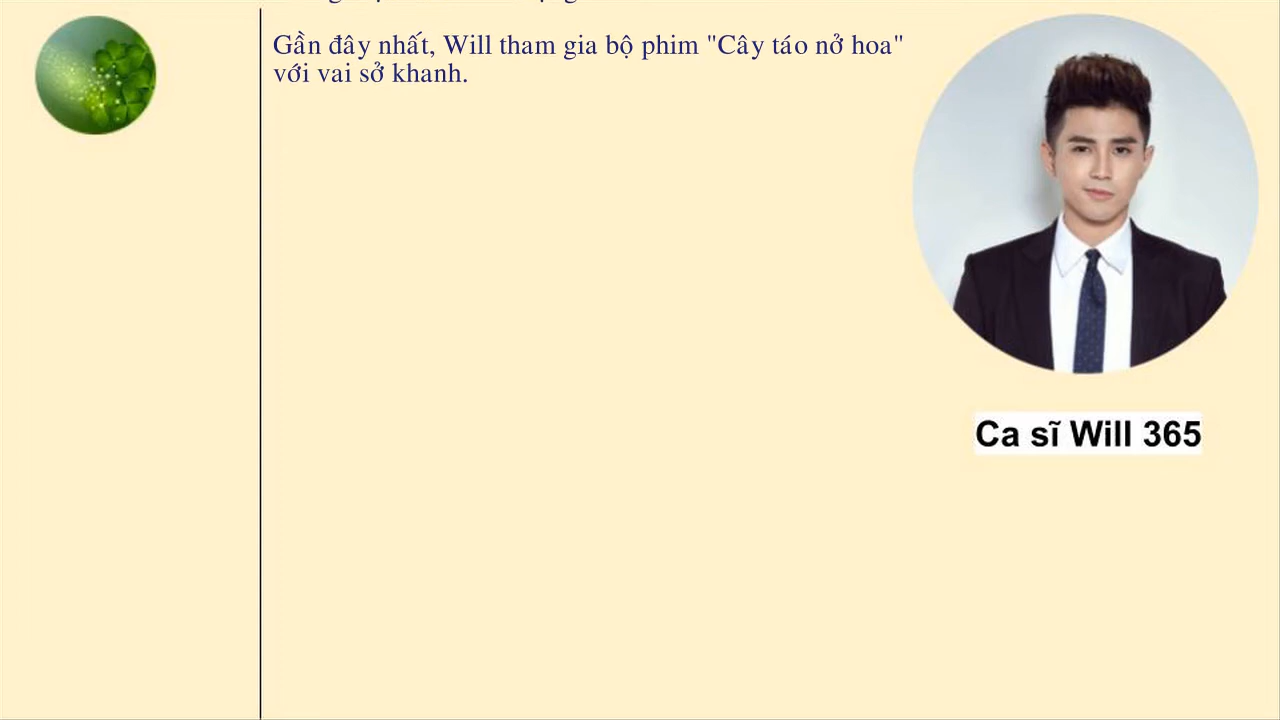 Gần đây nhất, Will tham gia bộ phim "Cây táo nở hoa"
với vai sở khanh.
Ca sĩ Will 365